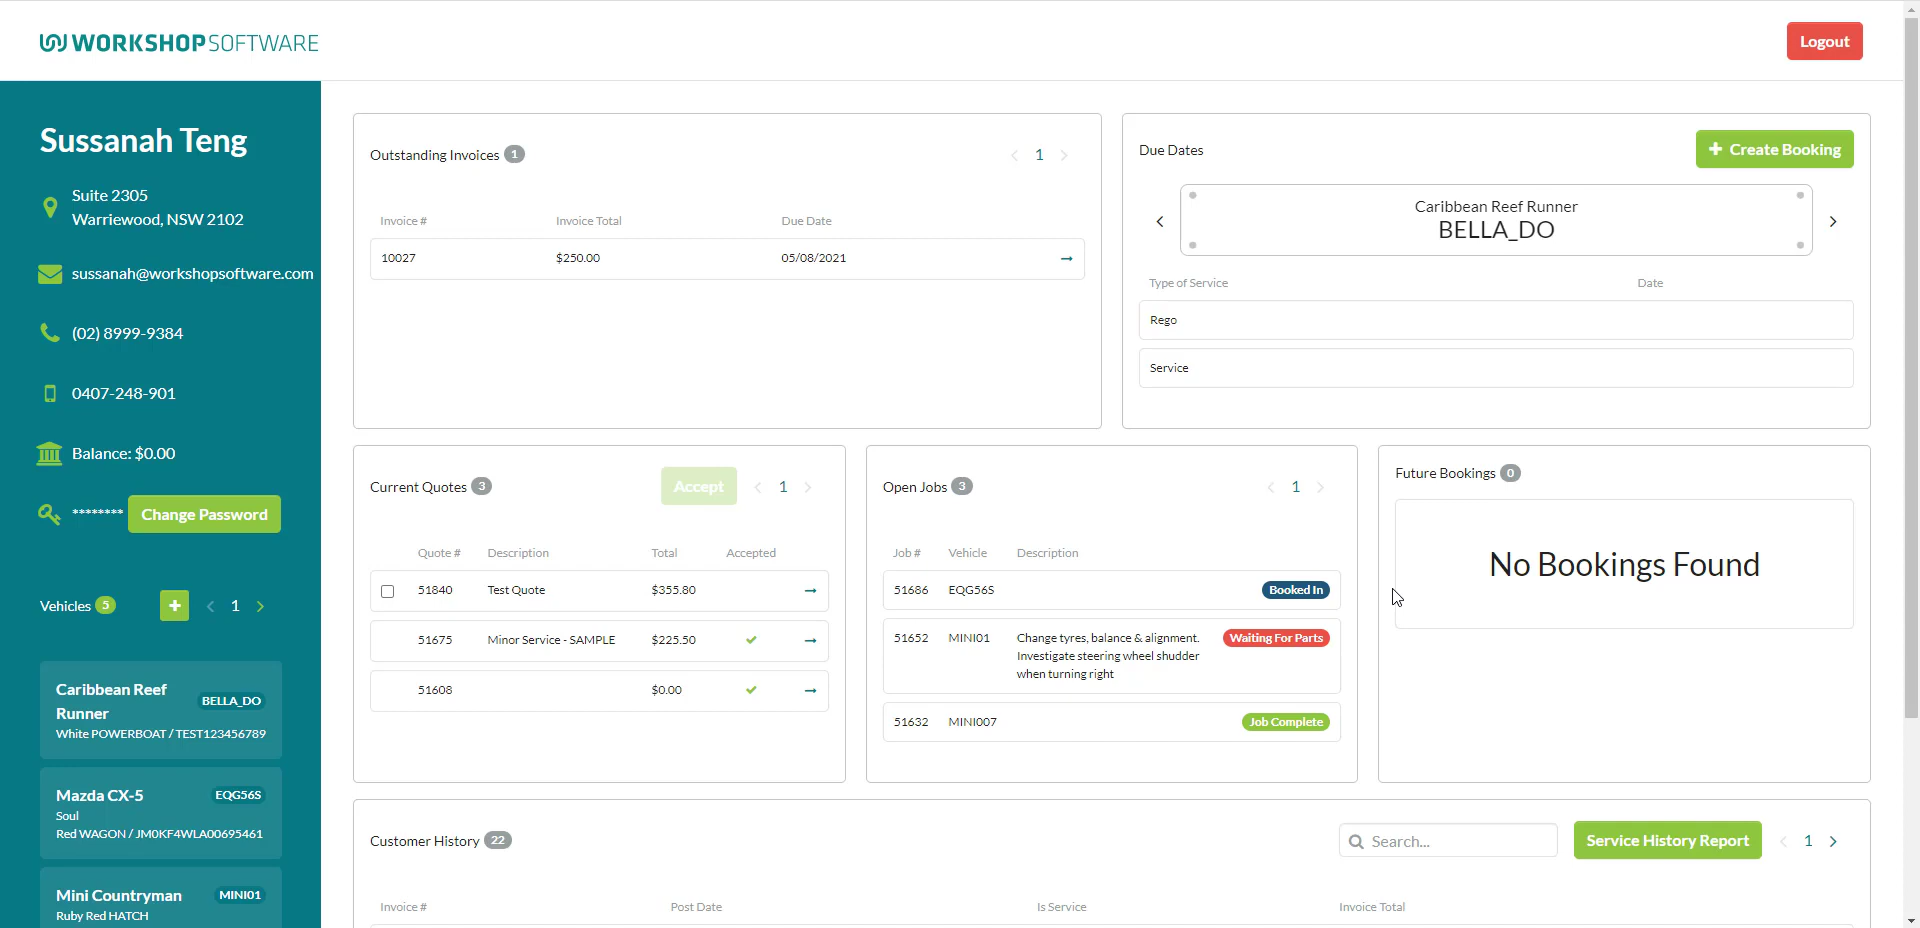 WORKSHOPSOFTWARE
Logout
Sussanah Teng
Suite 2305
Warriewood, NSW 2102
sussanah@workshopsoftware.com
(02) 8999-9384
0407-248-901
Balance: $0.00
******** Change Password
Vehicles 5 + < 1 >
Caribbean Reef
Runner
BELLA_DO
White POWERBOAT / TEST123456789
Mazda CX-5 EQG56S
Soul
Red WAGON / JM0KF4WLA00695461
Mini Countryman MINI01
Ruby Red HATCH
Outstanding Invoices 1 < 1 >
Invoice # Invoice Total Due Date
10027 $250.00 05/08/2021 →
Due Dates + Create Booking
Caribbean Reef Runner
< BELLA_DO >
Type of Service Date
Rego
Service
Current Quotes 3 Accept < 1 >
Quote # Description Total Accepted
51840 Test Quote $355.80 →
51675 Minor Service - SAMPLE $225.50 ✓ →
51608 $0.00 ✓ →
Open Jobs 3 < 1 >
Job # Vehicle Description
51686 EQG56S Booked In
51652 MINI01 Change tyres, balance & alignment. Waiting For Parts
Investigate steering wheel shudder
when turning right
51632 MINI007 Job Complete
Future Bookings 0
No Bookings Found
Customer History 22 Search... Service History Report < 1 >
Invoice # Post Date Is Service Invoice Total